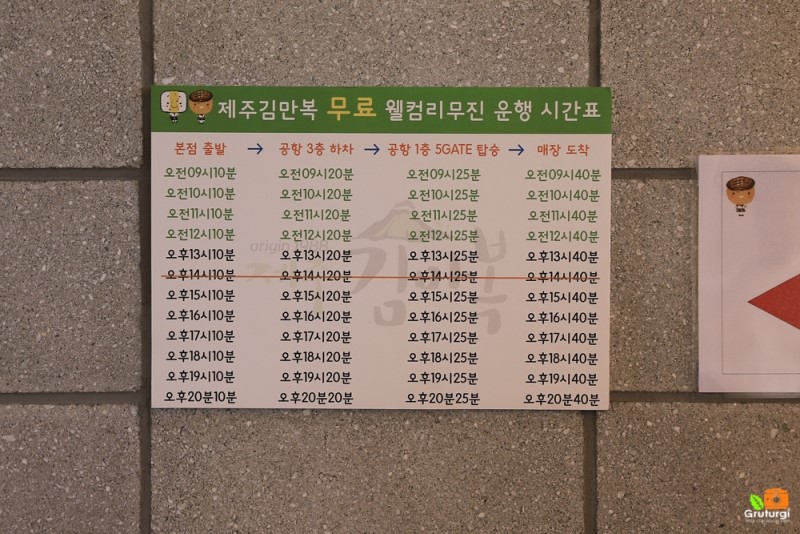 제주김만복 무료 웰컴리무진 운행 시간표
본점 출발 → 공항 3층 하차 → 공항 1층 5GATE 탑승 → 매장 도착
오전09시10분 오전09시20분 오전09시25분 오전09시40분
오전10시10분 오전10시20분 오전10시25분 오전10시40분
오전11시10분 오전11시20분 오전11시25분 오전11시40분
오전12시10분 오전12시20분 오전12시25분 오전12시40분
origin 1988
오후13시10분 오후13시20분 오후13시25분 오후13시40분
오후14시10분 오후14시20분 오후14시25분 오후14시40분
오후15시10분 오후15시20분 오후15시25분 오후15시40분
오후16시10분 오후16시20분 오후16시25분 오후16시40분
오후17시10분 오후17시20분 오후17시25분 오후17시40분
오후18시10분 오후18시20분 오후18시25분 오후18시40분
오후19시10분 오후19시20분 오후19시25분 오후19시40분
오후20분10분 오후20분20분 오후20분25분 오후20분40분
Gruturgi